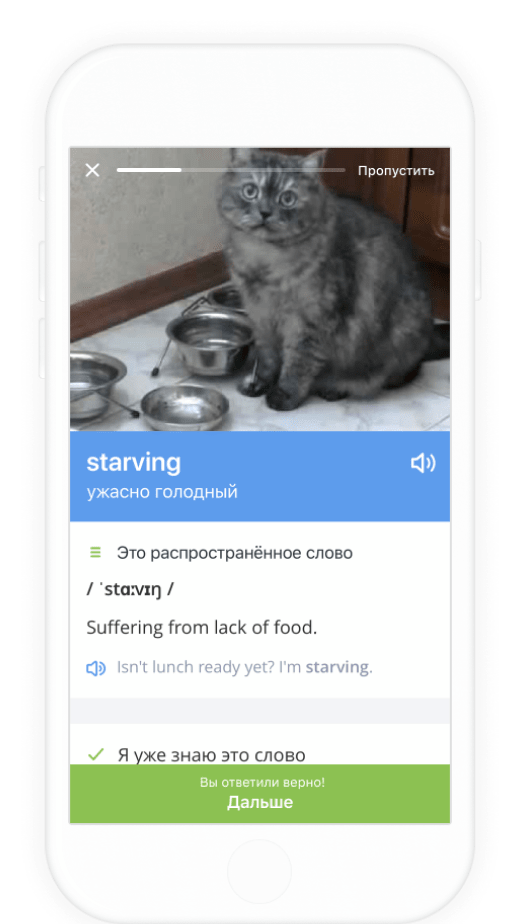 Пропустить
starving
ужасно голодный
Это распространённое слово
/ ˈstɑːvɪŋ /
Suffering from lack of food.
Isn't lunch ready yet? I'm starving.
Я уже знаю это слово
Вы ответили верно!
Дальше